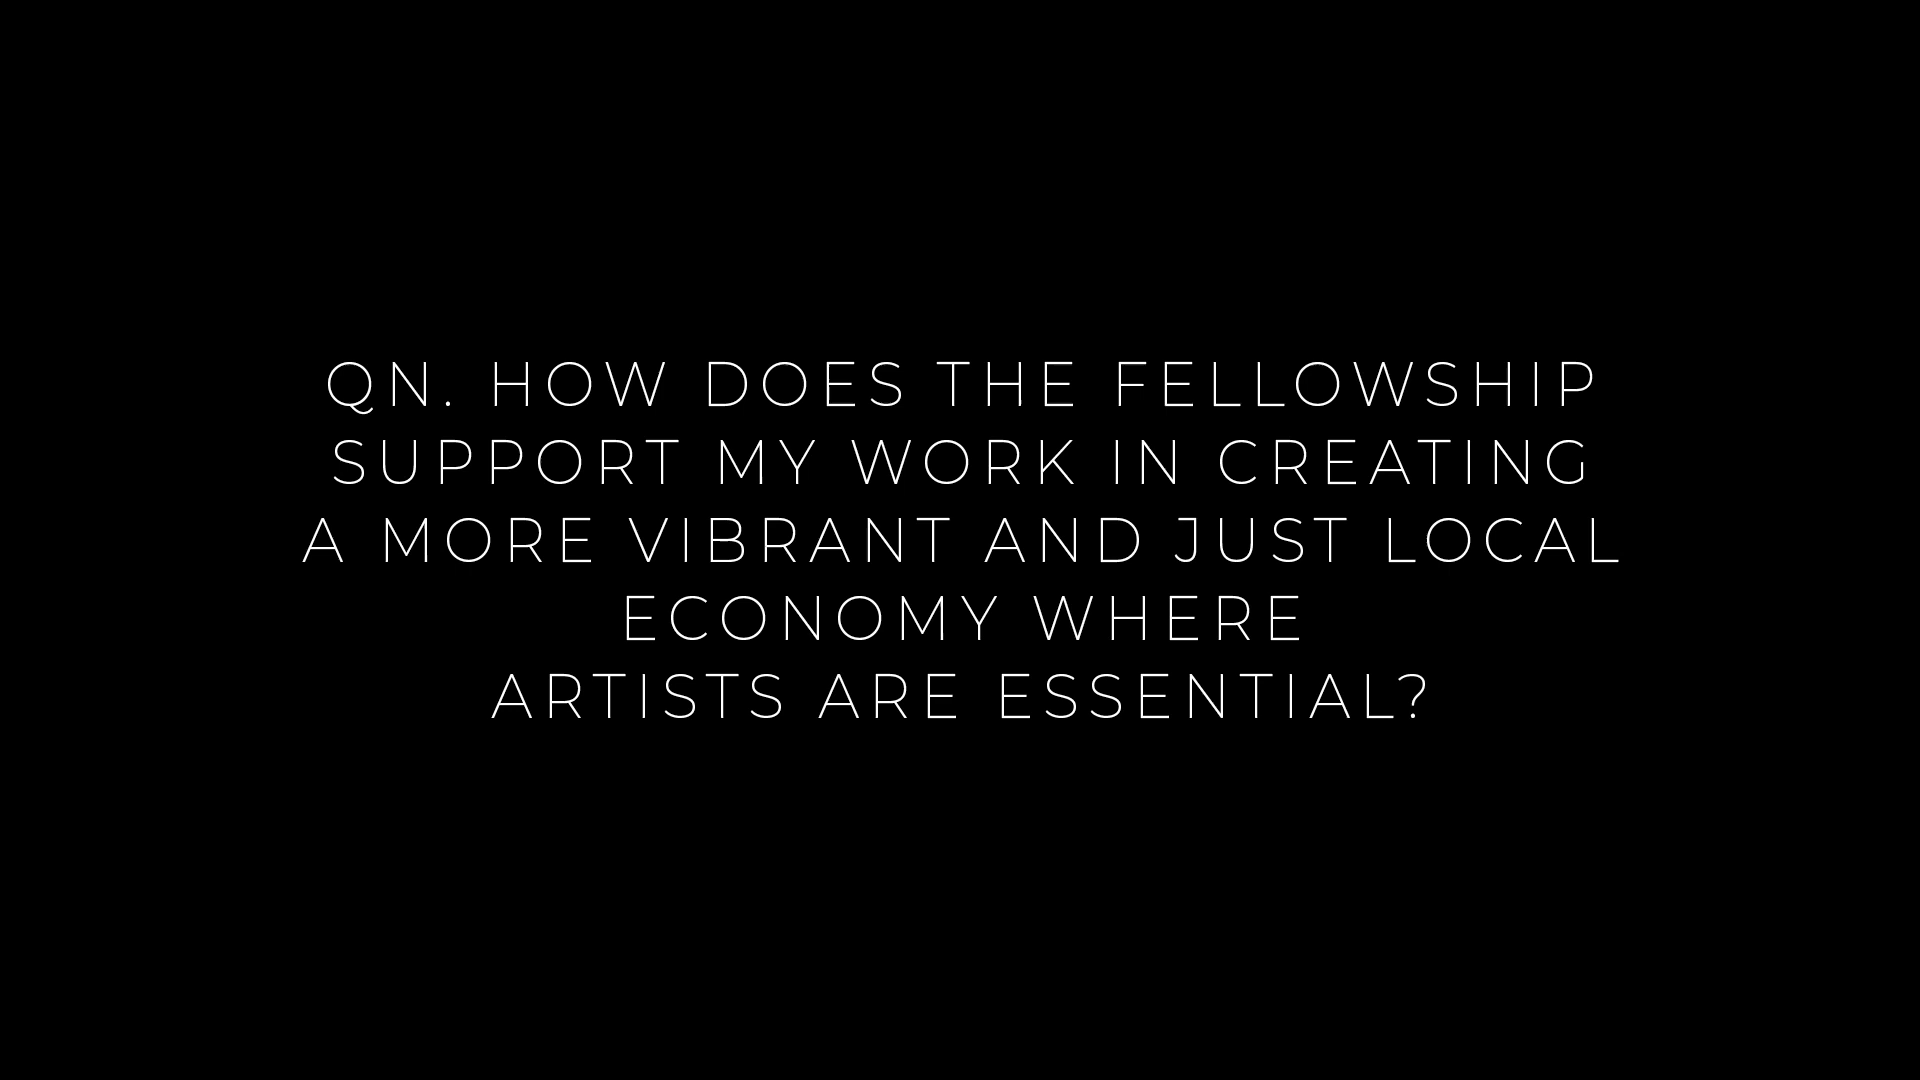 QN. HOW DOES THE FELLOWSHIP
SUPPORT MY WORK IN CREATING
A MORE VIBRANT AND JUST LOCAL
ECONOMY WHERE
ARTISTS ARE ESSENTIAL?